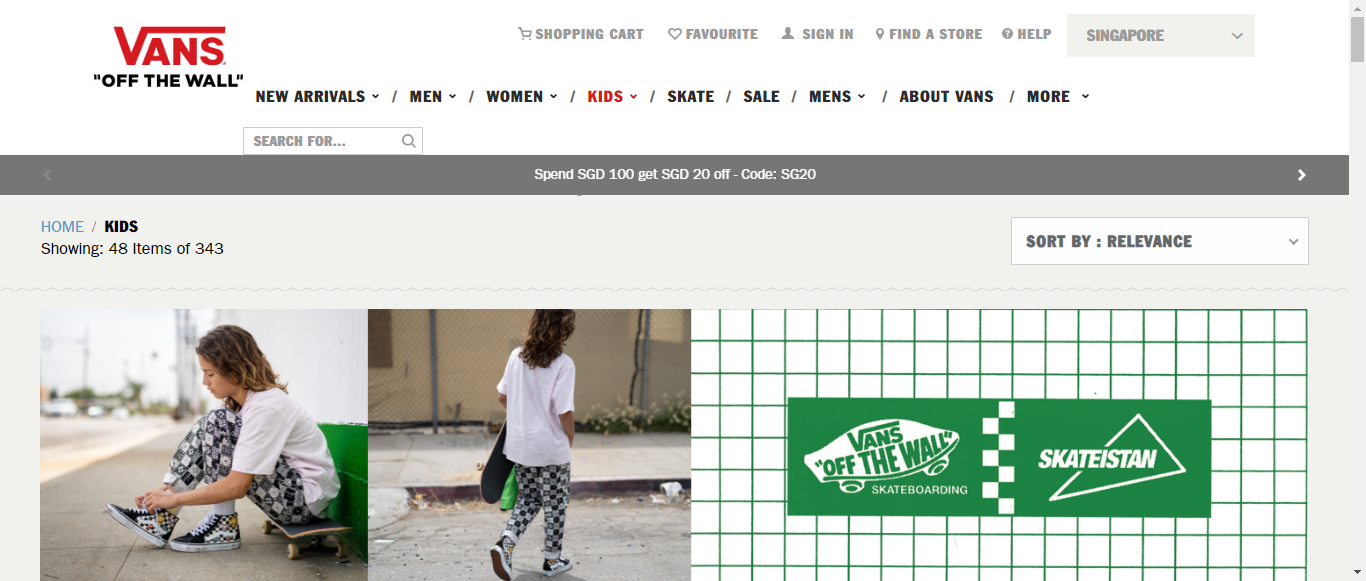 VANS
"OFF THE WALL"
SHOPPING CART
FAVOURITE
SIGN IN
FIND A STORE
HELP
SINGAPORE
NEW ARRIVALS / MEN / WOMEN / KIDS / SKATE / SALE / MENS / ABOUT VANS / MORE
SEARCH FOR...
Spend SGD 100 get SGD 20 off - Code: SG20
HOME / KIDS
Showing: 48 Items of 343
SORT BY : RELEVANCE
VANS
"OFF THE WALL"
SKATEBOARDING
SKATEISTAN